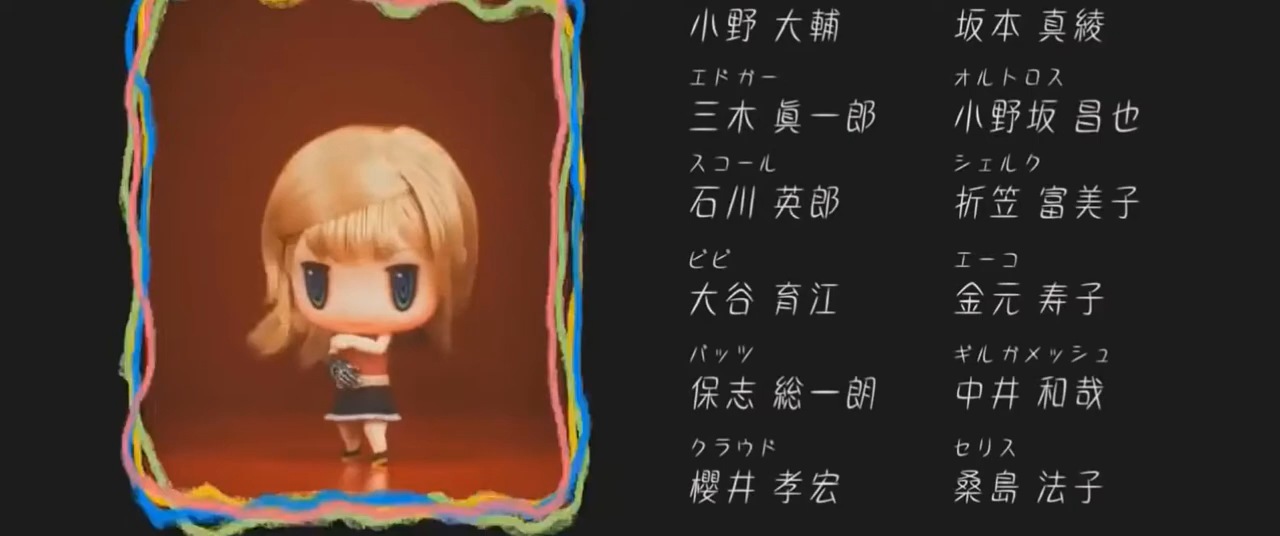 小野 大輔
エドガー
三木 眞一郎
スコール
石川 英郎
ビビ
大谷 育江
バッツ
保志 総一朗
クラウド
櫻井 孝宏
坂本 真綾
オルトロス
小野坂 昌也
シェルク
折笠 富美子
エーコ
金元 寿子
ギルガメッシュ
中井 和哉
セリス
桑島 法子